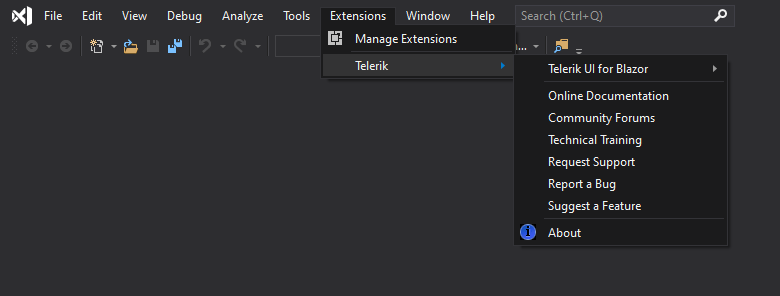 File Edit View Debug Analyze Tools Extensions Window Help Search (Ctrl+Q)
Manage Extensions
Telerik
Telerik UI for Blazor
Online Documentation
Community Forums
Technical Training
Request Support
Report a Bug
Suggest a Feature
About